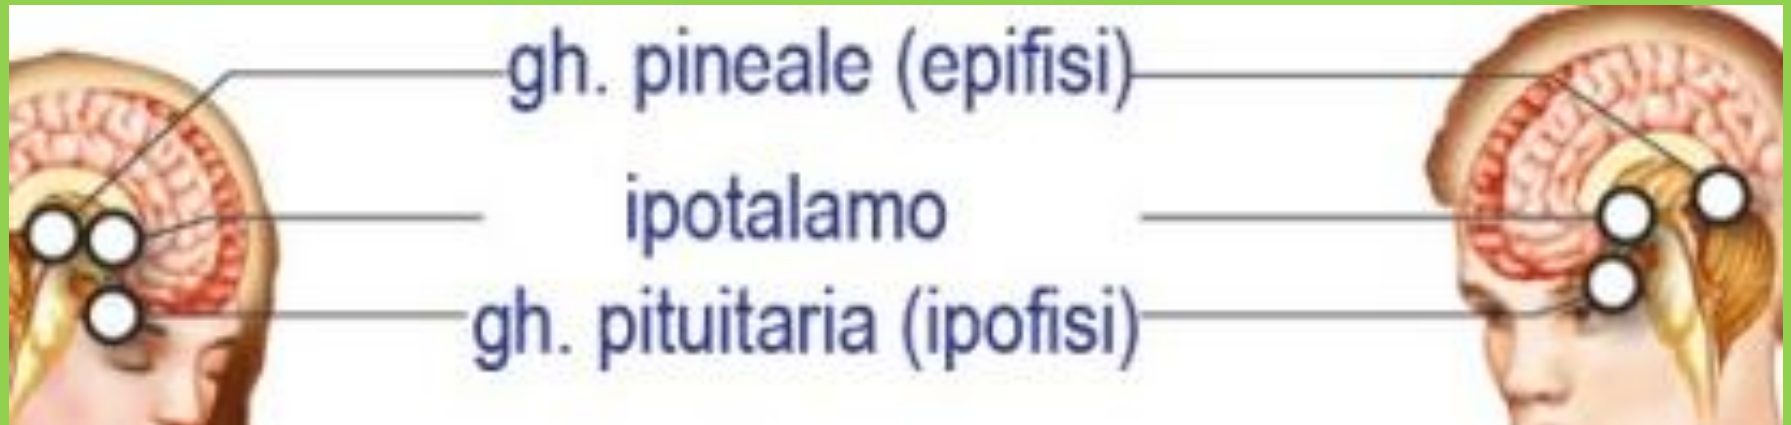 gh. pineale (epifisi)
ipotalamo
gh. pituitaria (ipofisi)